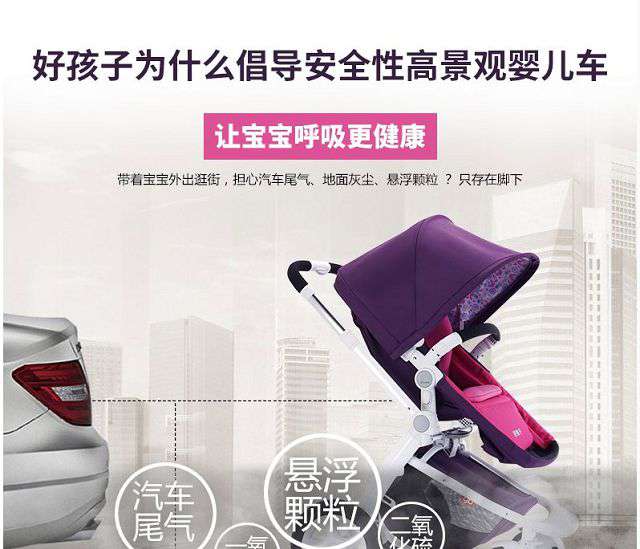 好孩子为什么倡导安全性高景观婴儿车
让宝宝呼吸更健康
带着宝宝外出逛街，担心汽车尾气、地面灰尘、悬浮颗粒 ？只存在脚下
汽车
尾气
悬浮
颗粒
一氧
二氧
化硫